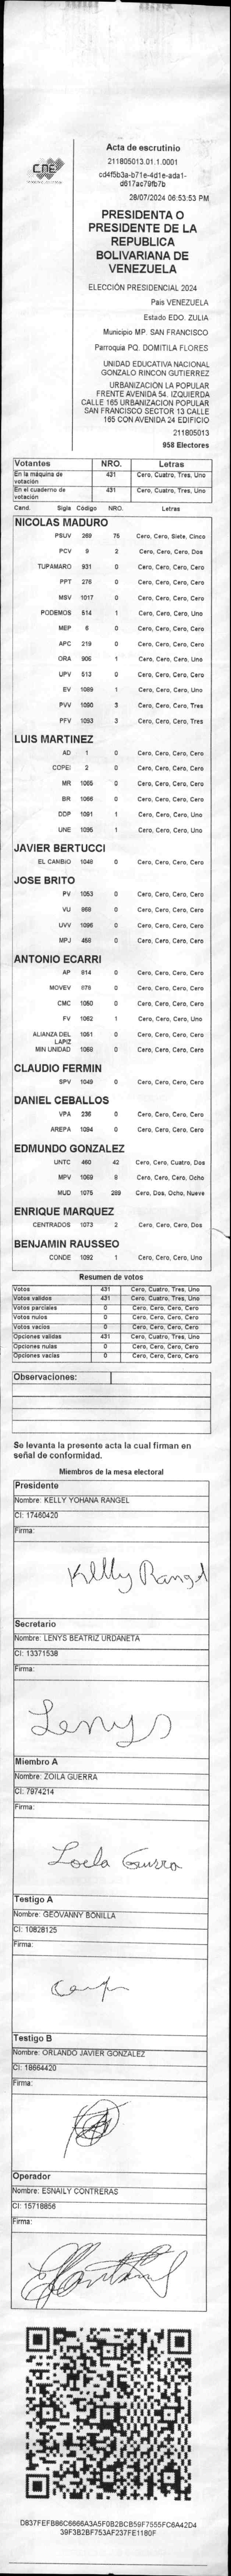 Acta de escrutinio
211805013.01.1.0001
cd4f5b3a-b71e-4d1e-ada1-
d617ac79fb7b
28/07/2024 06:53:53 PM
CNE
PRESIDENTA O
PRESIDENTE DE LA
REPUBLICA
BOLIVARIANA DE
VENEZUELA
ELECCIÓN PRESIDENCIAL 2024
País VENEZUELA
Estado EDO. ZULIA
Municipio MP. SAN FRANCISCO
Parroquia PQ. DOMITILA FLORES
UNIDAD EDUCATIVA NACIONAL
GONZALO RINCON GUTIERREZ
URBANIZACIÓN LA POPULAR
FRENTE AVENIDA 54. IZQUIERDA
CALLE 165 URBANIZACION POPULAR
SAN FRANCISCO SECTOR 13 CALLE
165 CON AVENIDA 24 EDIFICIO
211805013
958 Electores
Votantes NRO. Letras
En la máquina de votación 431 Cero, Cuatro, Tres, Uno
En el cuaderno de votación 431 Cero, Cuatro, Tres, Uno
Cand. Sigla Código NRO. Letras
NICOLAS MADURO
PSUV 269 75 Cero, Cero, Siete, Cinco
PCV 9 2 Cero, Cero, Cero, Dos
TUPAMARO 931 0 Cero, Cero, Cero, Cero
PPT 276 0 Cero, Cero, Cero, Cero
MSV 1017 0 Cero, Cero, Cero, Cero
PODEMOS 514 1 Cero, Cero, Cero, Uno
MEP 6 0 Cero, Cero, Cero, Cero
APC 219 0 Cero, Cero, Cero, Cero
ORA 906 1 Cero, Cero, Cero, Uno
UPV 513 0 Cero, Cero, Cero, Cero
EV 1089 1 Cero, Cero, Cero, Uno
PVV 1090 3 Cero, Cero, Cero, Tres
PFV 1093 3 Cero, Cero, Cero, Tres
LUIS MARTINEZ
AD 1 0 Cero, Cero, Cero, Cero
COPEI 2 0 Cero, Cero, Cero, Cero
MR 1065 0 Cero, Cero, Cero, Cero
BR 1066 0 Cero, Cero, Cero, Cero
DDP 1091 1 Cero, Cero, Cero, Uno
UNE 1095 1 Cero, Cero, Cero, Uno
JAVIER BERTUCCI
EL CAMBIO 1048 0 Cero, Cero, Cero, Cero
JOSE BRITO
PV 1053 0 Cero, Cero, Cero, Cero
VU 868 0 Cero, Cero, Cero, Cero
UVV 1096 0 Cero, Cero, Cero, Cero
MPJ 458 0 Cero, Cero, Cero, Cero
ANTONIO ECARRI
AP 914 0 Cero, Cero, Cero, Cero
MOVEV 978 0 Cero, Cero, Cero, Cero
CMC 1050 0 Cero, Cero, Cero, Cero
FV 1062 1 Cero, Cero, Cero, Uno
ALIANZA DEL LAPIZ 1051 0 Cero, Cero, Cero, Cero
MIN UNIDAD 1068 0 Cero, Cero, Cero, Cero
CLAUDIO FERMIN
SPV 1049 0 Cero, Cero, Cero, Cero
DANIEL CEBALLOS
VPA 236 0 Cero, Cero, Cero, Cero
AREPA 1094 0 Cero, Cero, Cero, Cero
EDMUNDO GONZALEZ
UNTC 460 42 Cero, Cero, Cuatro, Dos
MPV 1069 8 Cero, Cero, Cero, Ocho
MUD 1075 289 Cero, Dos, Ocho, Nueve
ENRIQUE MARQUEZ
CENTRADOS 1073 2 Cero, Cero, Cero, Dos
BENJAMIN RAUSSEO
CONDE 1092 1 Cero, Cero, Cero, Uno
Resumen de votos
Votos 431 Cero, Cuatro, Tres, Uno
Votos validos 431 Cero, Cuatro, Tres, Uno
Votos parciales 0 Cero, Cero, Cero, Cero
Votos nulos 0 Cero, Cero, Cero, Cero
Votos vacios 0 Cero, Cero, Cero, Cero
Opciones validas 431 Cero, Cuatro, Tres, Uno
Opciones nulas 0 Cero, Cero, Cero, Cero
Opciones vacias 0 Cero, Cero, Cero, Cero
Observaciones:
Se levanta la presente acta la cual firman en
señal de conformidad.
Miembros de la mesa electoral
Presidente
Nombre: KELLY YOHANA RANGEL
CI: 17460420
Firma:
Kelly Rangel
Secretario
Nombre: LENYS BEATRIZ URDANETA
CI: 13371538
Firma:
Lenys
Miembro A
Nombre: ZOILA GUERRA
CI: 7974214
Firma:
Zoila Guerra
Testigo A
Nombre: GEOVANNY BONILLA
CI: 10828125
Firma:
Testigo B
Nombre: ORLANDO JAVIER GONZALEZ
CI: 18664420
Firma:
Operador
Nombre: ESNAILY CONTRERAS
CI: 15718856
Firma:
D837FEFB86C6666A3A5F0B2BCB59F7555FC6A42D4
39F3B2BF753AF237FE1180F